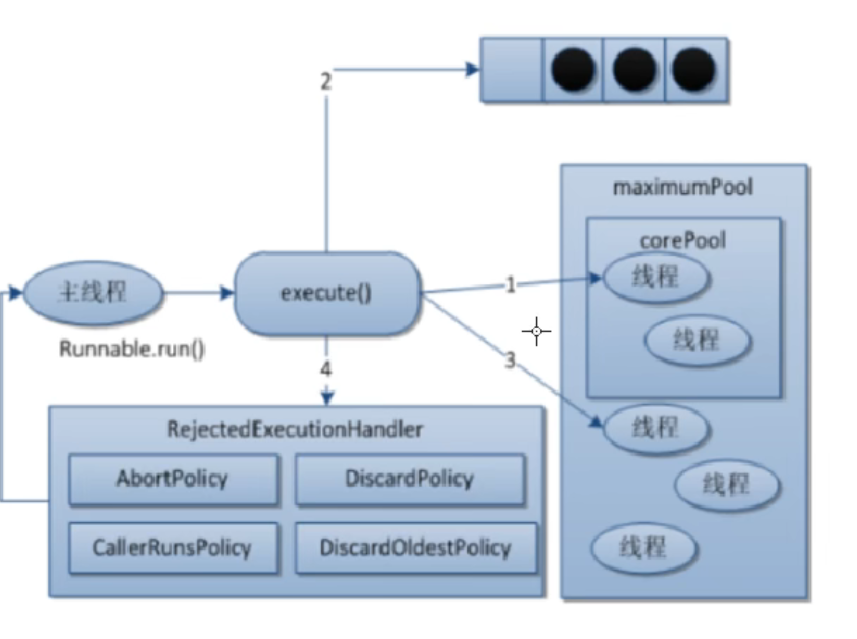 2
maximumPool
corePool
线程
线程
主线程
execute()
1
3
Runnable.run()
4
线程
线程
线程
RejectedExecutionHandler
AbortPolicy
DiscardPolicy
CallerRunsPolicy
DiscardOldestPolicy